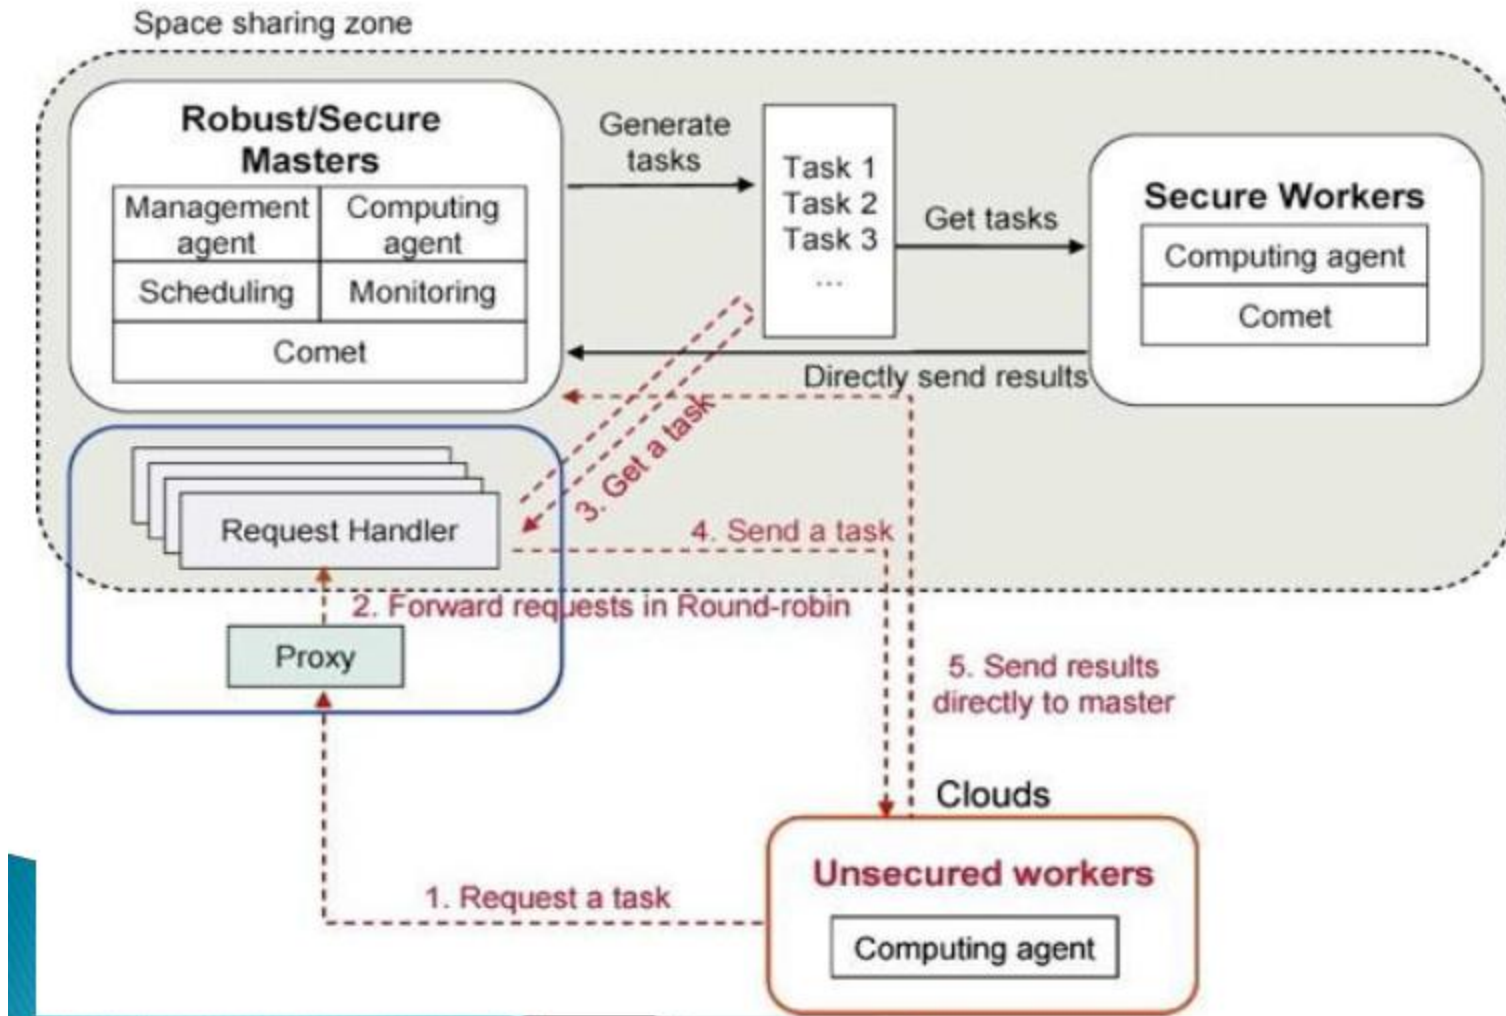 Space sharing zone
Robust/Secure
Masters
Management
agent
Computing
agent
Scheduling
Monitoring
Comet
Generate
tasks
Task 1
Task 2
Task 3
...
Get tasks
Secure Workers
Computing agent
Comet
Directly send results
3. Get a task
Request Handler
4. Send a task
2. Forward requests in Round-robin
Proxy
5. Send results
directly to master
Clouds
Unsecured workers
1. Request a task
Computing agent